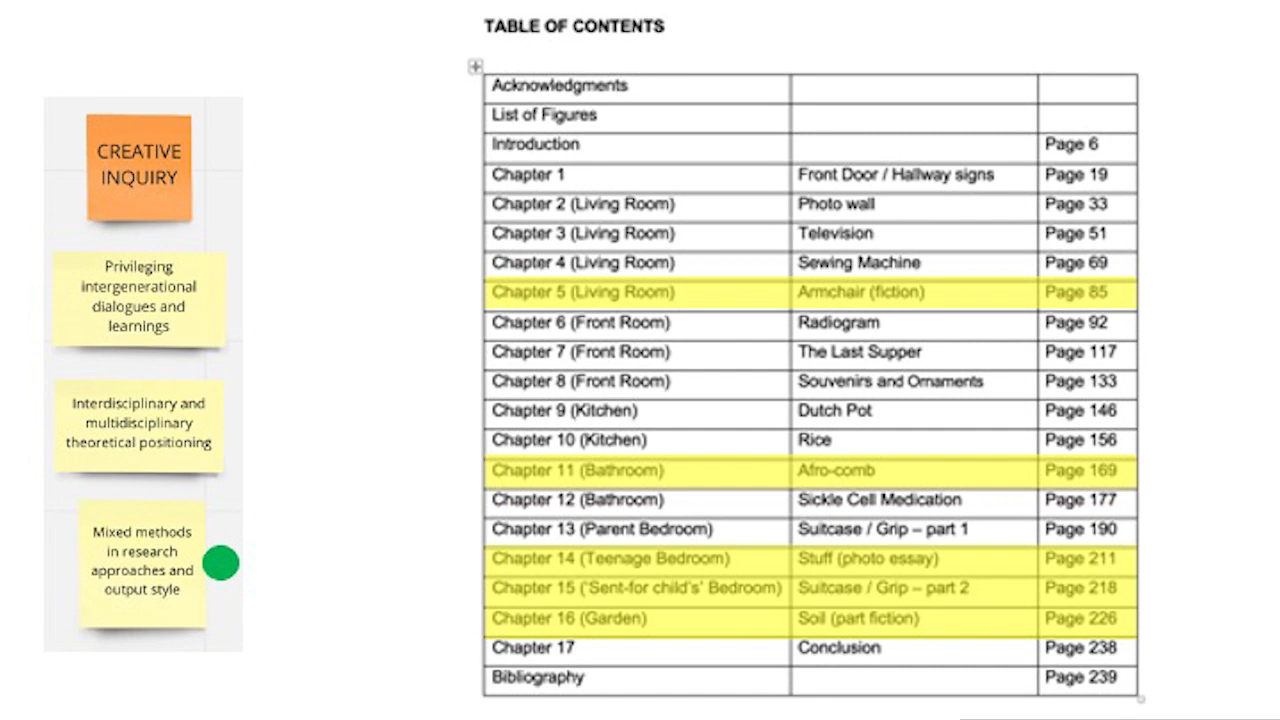 TABLE OF CONTENTS
CREATIVE
INQUIRY
Privileging
intergenerational
dialogues and
learnings
Interdisciplinary and
multidisciplinary
theoretical positioning
Mixed methods
in research
approaches and
output style
Acknowledgments
List of Figures
Introduction Page 6
Chapter 1 Front Door / Hallway signs Page 19
Chapter 2 (Living Room) Photo wall Page 33
Chapter 3 (Living Room) Television Page 51
Chapter 4 (Living Room) Sewing Machine Page 69
Chapter 5 (Living Room) Armchair (fiction) Page 85
Chapter 6 (Front Room) Radiogram Page 92
Chapter 7 (Front Room) The Last Supper Page 117
Chapter 8 (Front Room) Souvenirs and Ornaments Page 133
Chapter 9 (Kitchen) Dutch Pot Page 146
Chapter 10 (Kitchen) Rice Page 156
Chapter 11 (Bathroom) Afro-comb Page 169
Chapter 12 (Bathroom) Sickle Cell Medication Page 177
Chapter 13 (Parent Bedroom) Suitcase / Grip – part 1 Page 190
Chapter 14 (Teenage Bedroom) Stuff (photo essay) Page 211
Chapter 15 ('Sent-for child's' Bedroom) Suitcase / Grip – part 2 Page 218
Chapter 16 (Garden) Soil (part fiction) Page 226
Chapter 17 Conclusion Page 238
Bibliography Page 239